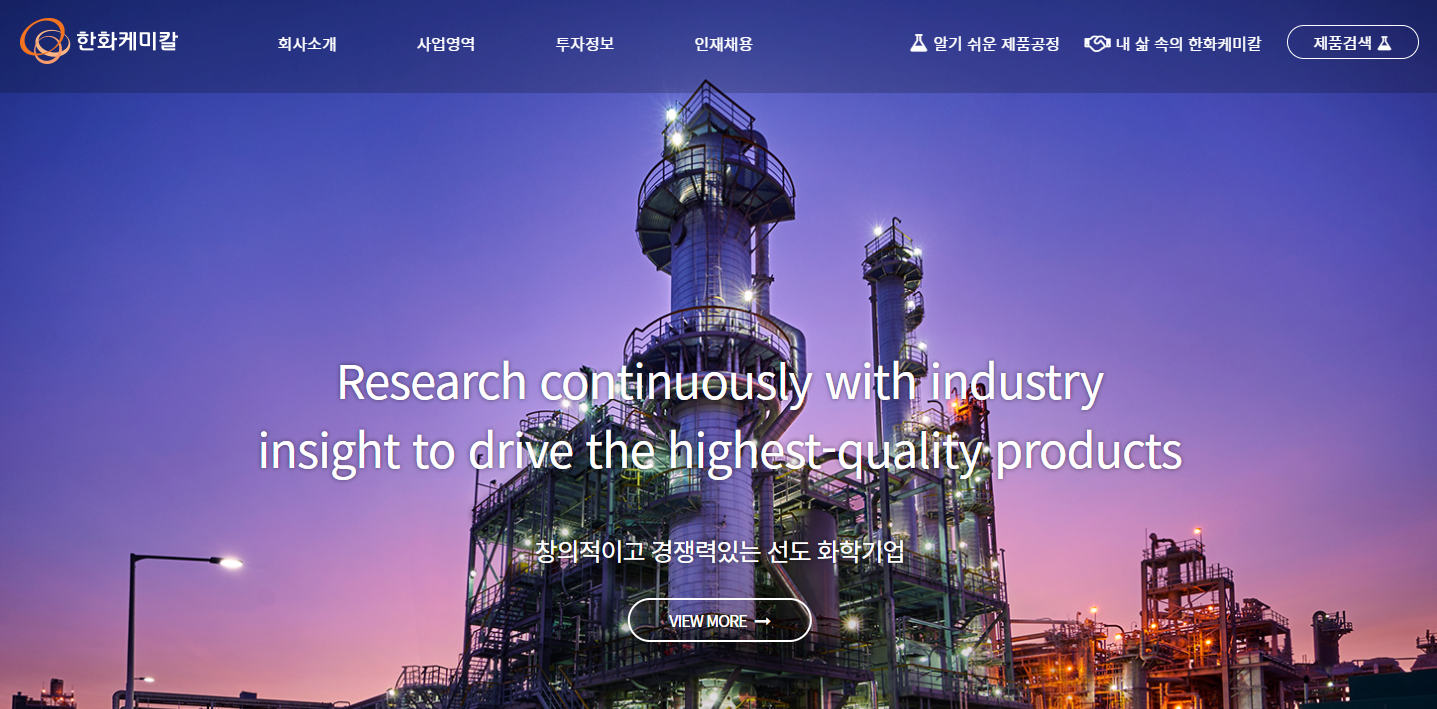 한화케미칼
회사소개
사업영역
투자정보
인재채용
알기 쉬운 제품공정
내 삶 속의 한화케미칼
제품검색
Research continuously with industry
insight to drive the highest-quality products
창의적이고 경쟁력있는 선도 화학기업
VIEW MORE